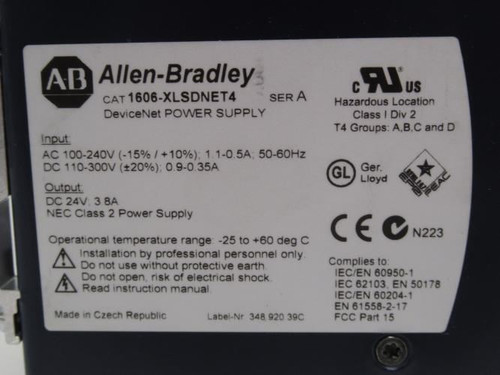 AB Allen-Bradley
CAT 1606-XLSDNET4 SER A
DeviceNet POWER SUPPLY
Input:
AC 100-240V (-15% / +10%); 1.1-0.5A; 50-60Hz
DC 110-300V (±20%); 0.9-0.35A
Output:
DC 24V: 3.8A
NEC Class 2 Power Supply
Operational temperature range: -25 to +60 deg C
Installation by professional personnel only.
Do not use without protective earth.
Do not open, risk of electrical shock.
Read instruction manual.
Made in Czech Republic Label-Nr 348.920.39C
C RU US
Hazardous Location
Class I Div 2
T4 Groups: A,B,C and D
GL Ger.
Lloyd
CE C N223
Complies to:
IEC/EN 60950-1
IEC 62103, EN 50178
IEC/EN 60204-1
EN 61558-2-17
FCC Part 15